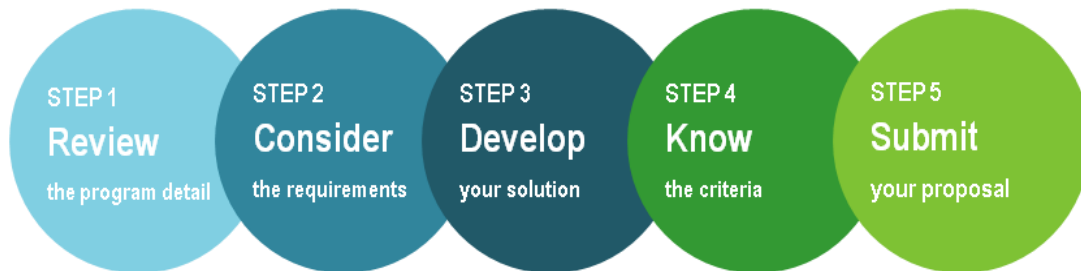 STEP 1
Review
the program detail
STEP 2
Consider
the requirements
STEP 3
Develop
your solution
STEP 4
Know
the criteria
STEP 5
Submit
your proposal